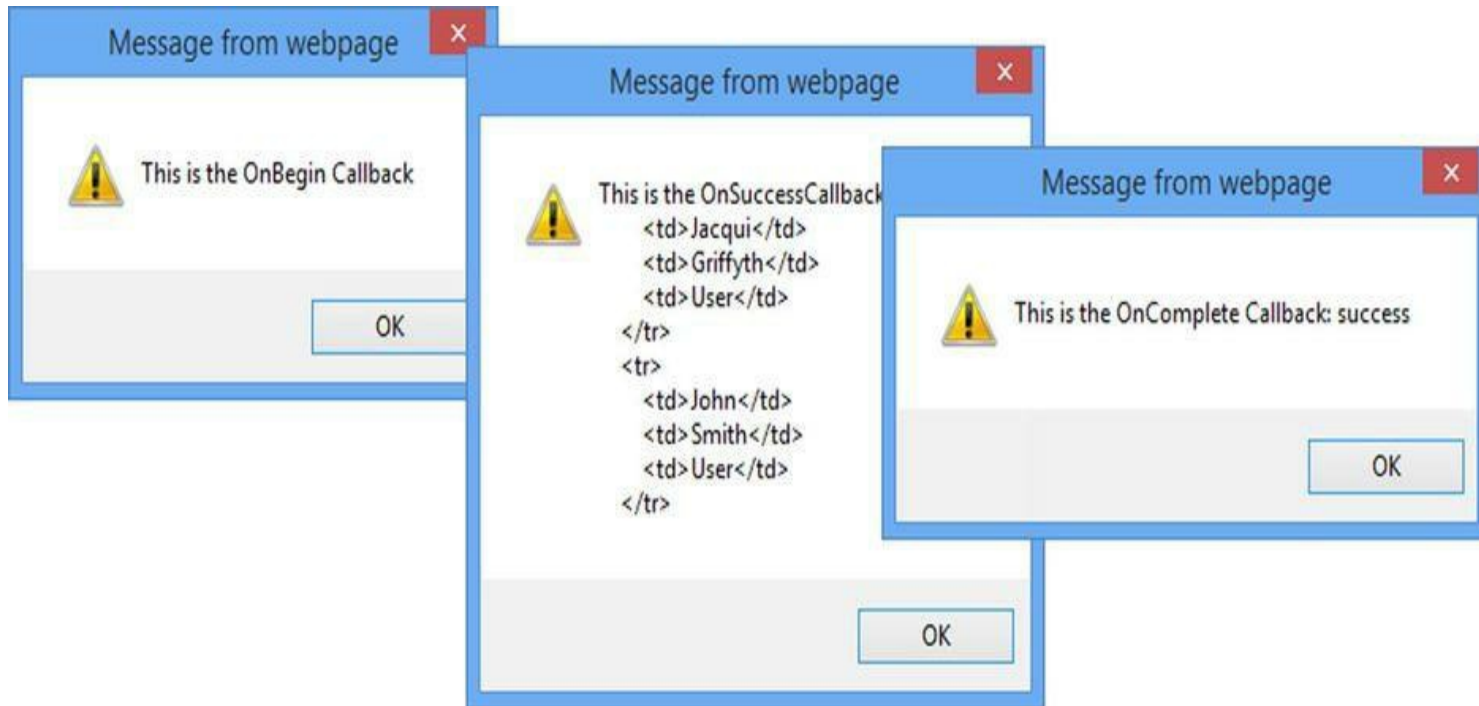 Message from webpage
x
This is the OnBegin Callback
OK
Message from webpage
x
This is the OnSuccessCallback
<td>Jacqui</td>
<td>Griffyth</td>
<td>User</td>
</tr>
<tr>
<td>John</td>
<td>Smith</td>
<td>User</td>
</tr>
OK
Message from webpage
x
This is the OnComplete Callback: success
OK